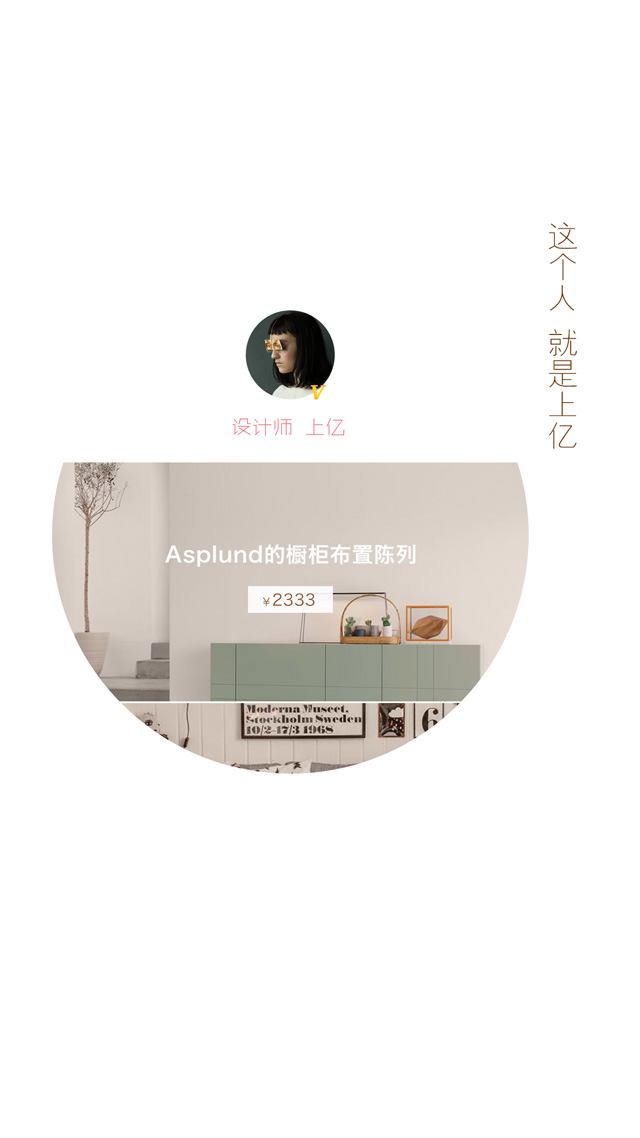 这个人 就是上亿
V
设计师 上亿
Asplund的橱柜布置陈列
¥2333
Moderna Museet,
Stockholm Sweden
10/2-17/3 1968
6